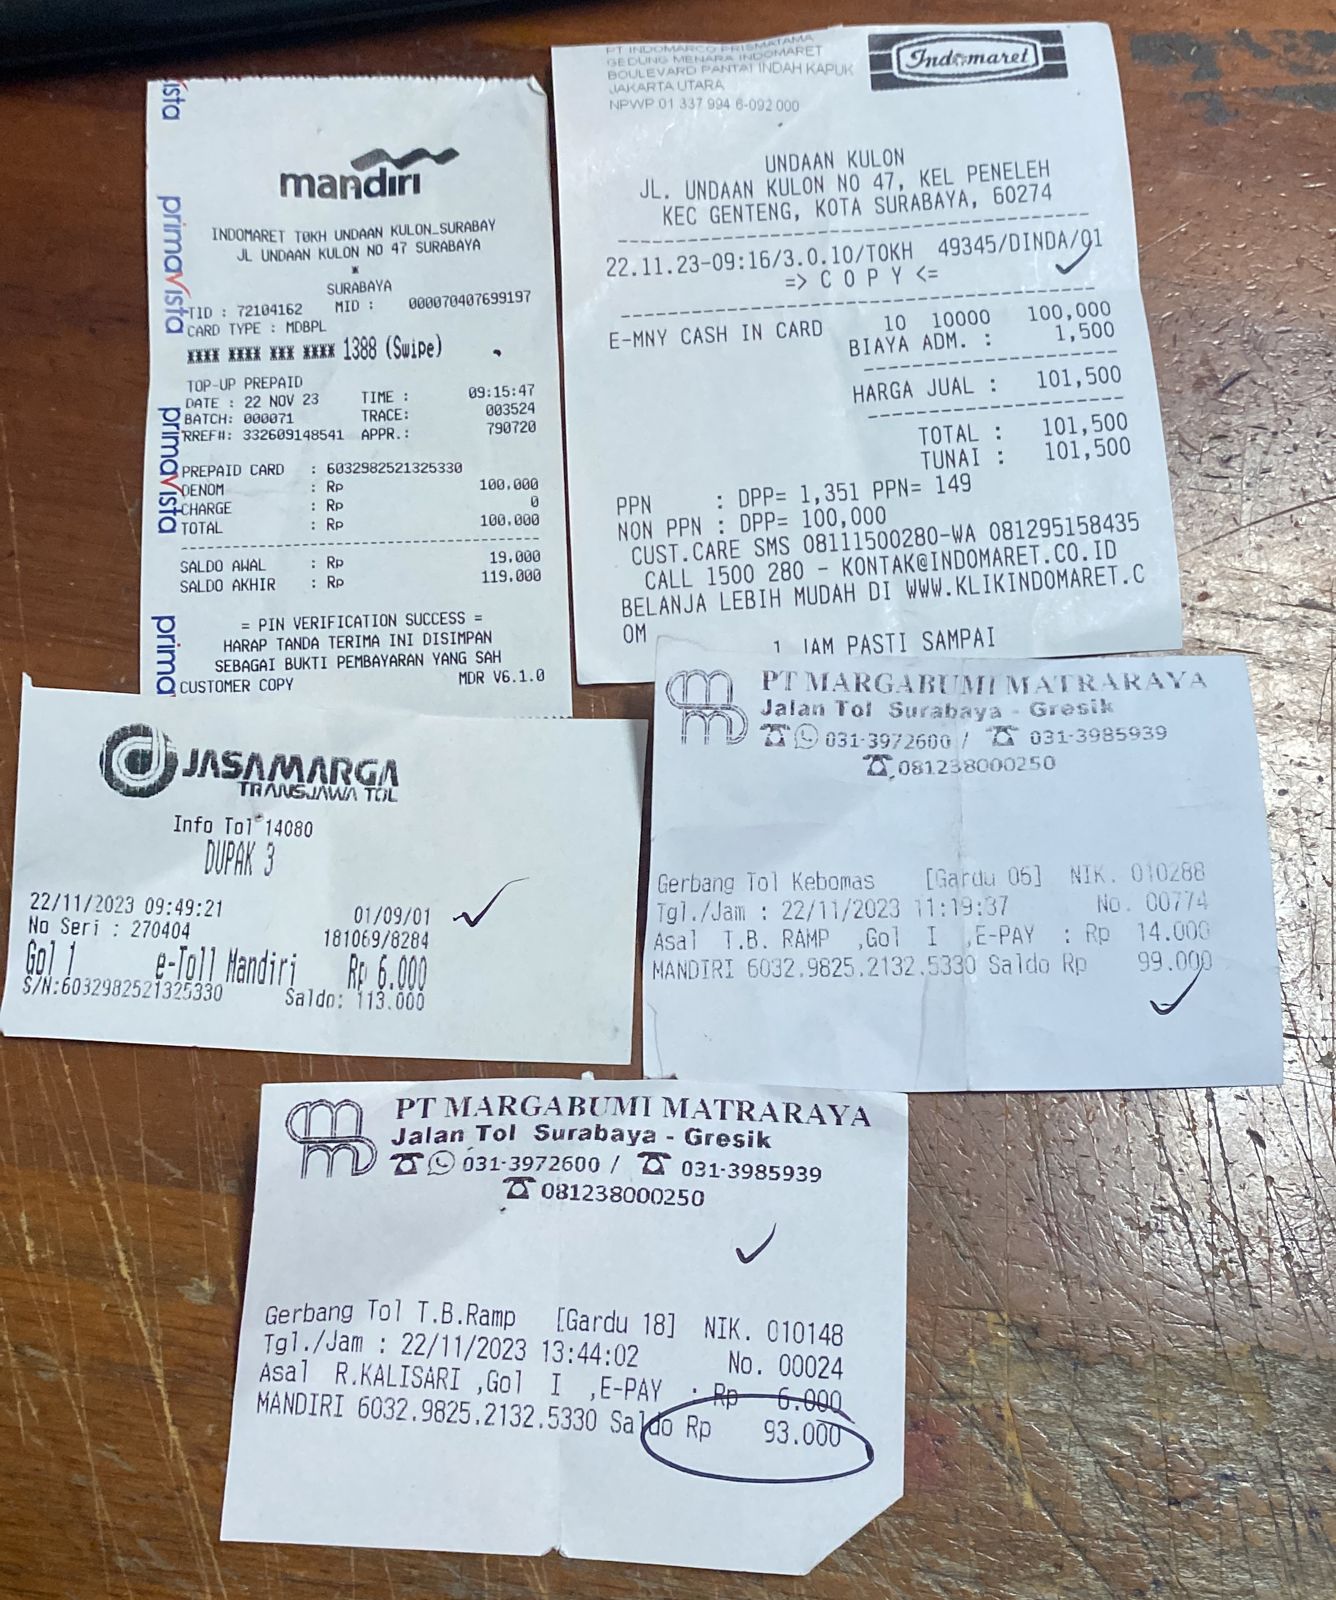 mandiri
INDOMARET TOKH UNDAAN KULON_SURABAY
JL UNDAAN KULON NO 47 SURABAYA
*
SURABAYA
TID : 72104162 MID : 000070407699197
CARD TYPE : MDBPL
xxxx xxxx xxx xxxx 1388 (Swipe)
TOP-UP PREPAID
DATE : 22 NOV 23 TIME : 09:15:47
BATCH: 000071 TRACE: 003524
RREF#: 332609148541 APPR.: 790720
PREPAID CARD : 6032982521325330
DENOM : Rp 100.000
CHARGE : Rp 0
TOTAL : Rp 100.000
SALDO AWAL : Rp 19.000
SALDO AKHIR : Rp 119.000
= PIN VERIFICATION SUCCESS =
HARAP TANDA TERIMA INI DISIMPAN
SEBAGAI BUKTI PEMBAYARAN YANG SAH
CUSTOMER COPY MDR V6.1.0
ista
primavista
primavista
prima
PT INDOMARCO PRISMATAMA
GEDUNG MENARA INDOMARET
BOULEVARD PANTAI INDAH KAPUK
JAKARTA UTARA
NPWP 01 337 994 6-092 000
Indomaret
UNDAAN KULON
JL. UNDAAN KULON NO 47, KEL PENELEH
KEC GENTENG, KOTA SURABAYA, 60274
22.11.23-09:16/3.0.10/TOKH 49345/DINDA/01
=> C O P Y <=
E-MNY CASH IN CARD 10 10000 100,000
BIAYA ADM. : 1,500
HARGA JUAL : 101,500
TOTAL : 101,500
TUNAI : 101,500
PPN : DPP= 1,351 PPN= 149
NON PPN : DPP= 100,000
CUST.CARE SMS 08111500280-WA 081295158435
CALL 1500 280 - KONTAK@INDOMARET.CO.ID
BELANJA LEBIH MUDAH DI WWW.KLIKINDOMARET.C
OM
1 JAM PASTI SAMPAI
JASAMARGA
TRANSJAWA TOL
Info Tol 14080
DUPAK 3
22/11/2023 09:49:21 01/09/01
No Seri : 270404 181069/8284
Gol 1 e-Toll Mandiri Rp 6.000
S/N:6032982521325330 Saldo: 113.000
PT MARGABUMI MATRARAYA
Jalan Tol Surabaya - Gresik
031-3972600 / 031-3985939
081238000250
Gerbang Tol Kebomas [Gardu 06] NIK. 010288
Tgl./Jam : 22/11/2023 11:19:37 No. 00774
Asal T.B. RAMP ,Gol I ,E-PAY : Rp 14.000
MANDIRI 6032.9825.2132.5330 Saldo Rp 99.000
PT MARGABUMI MATRARAYA
Jalan Tol Surabaya - Gresik
031-3972600 / 031-3985939
081238000250
Gerbang Tol T.B.Ramp [Gardu 18] NIK. 010148
Tgl./Jam : 22/11/2023 13:44:02 No. 00024
Asal R.KALISARI ,Gol I ,E-PAY : Rp 6.000
MANDIRI 6032.9825.2132.5330 Saldo Rp 93.000